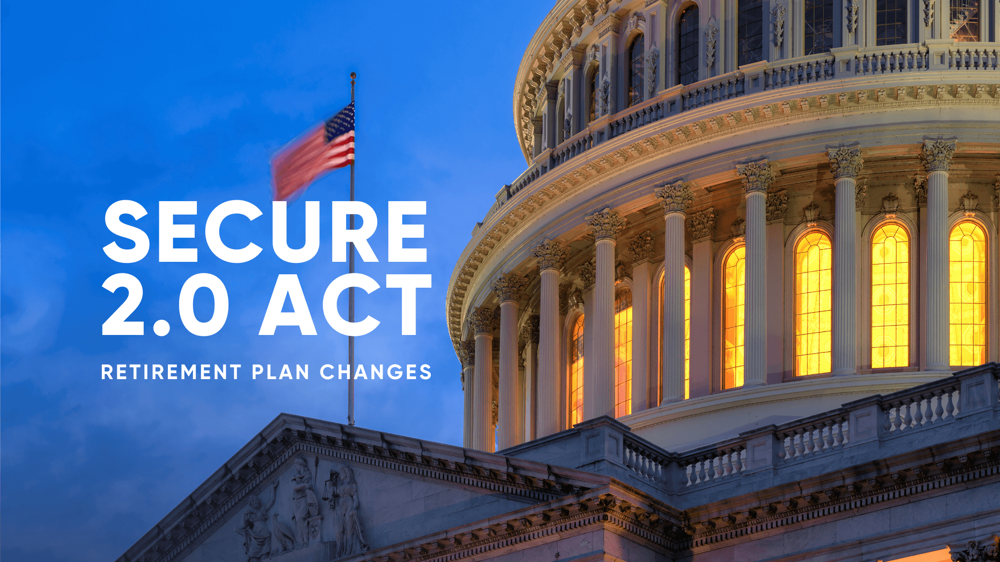 SECURE
2.0 ACT
RETIREMENT PLAN CHANGES